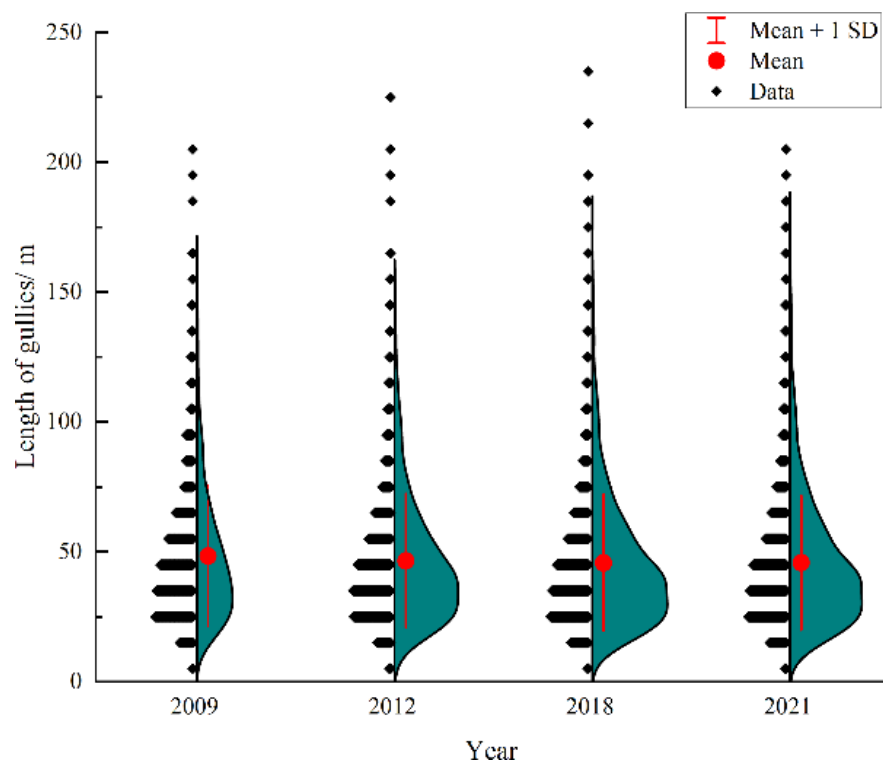 250
200
150
100
50
0
Length of gullies/ m
Mean + 1 SD
Mean
Data
2009 2012 2018 2021
Year